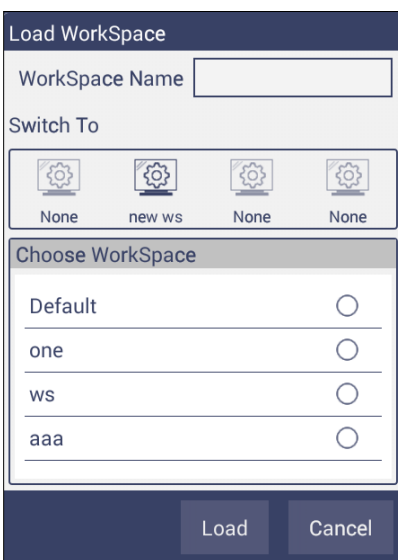 Load WorkSpace
WorkSpace Name
Switch To
None new ws None None
Choose WorkSpace
Default
one
ws
aaa
Load Cancel